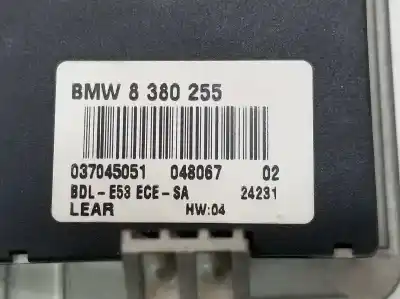 BMW 8 380 255
037045051 048067 02
BDL-E53 ECE-SA 24231
LEAR HW:04